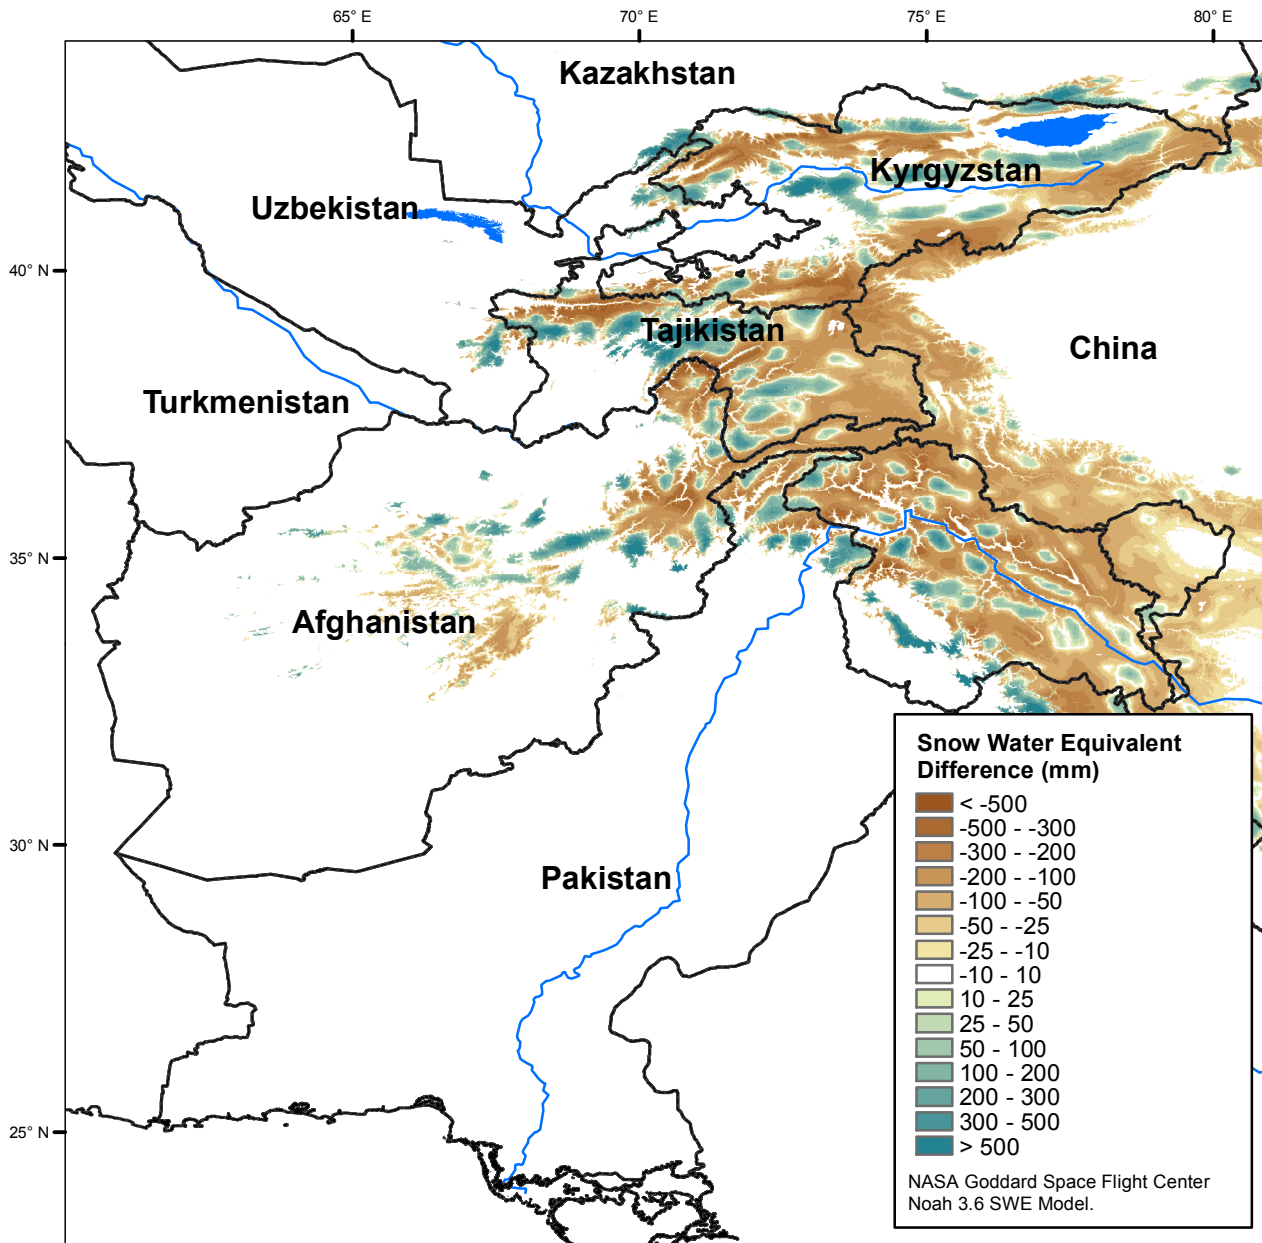 65° E 70° E 75° E 80° E
Kazakhstan
Kyrgyzstan
Uzbekistan
40° N
Tajikistan
China
Turkmenistan
35° N
Afghanistan
Snow Water Equivalent
Difference (mm)
< -500
-500 - -300
-300 - -200
-200 - -100
-100 - -50
-50 - -25
-25 - -10
-10 - 10
10 - 25
25 - 50
50 - 100
100 - 200
200 - 300
300 - 500
> 500
NASA Goddard Space Flight Center
Noah 3.6 SWE Model.
30° N
Pakistan
25° N